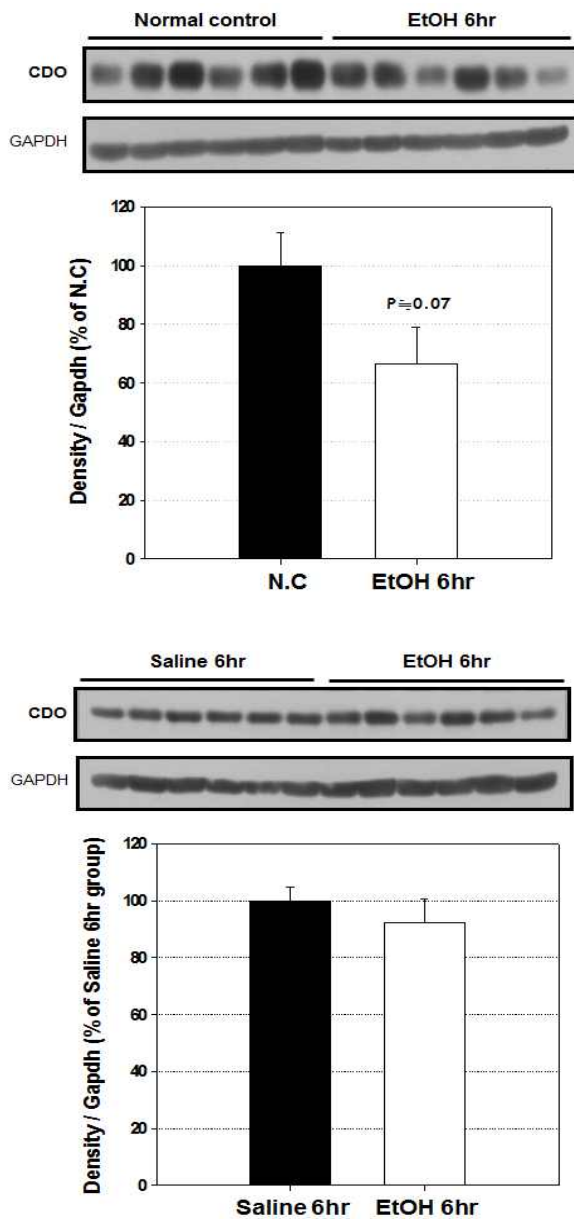 Normal control EtOH 6hr
CDO
GAPDH
Density / Gapdh (% of N.C)
120
100
80
60
40
20
0
P≒0.07
N.C EtOH 6hr
Saline 6hr EtOH 6hr
CDO
GAPDH
Density / Gapdh (% of Saline 6hr group)
120
100
80
60
40
20
0
Saline 6hr EtOH 6hr